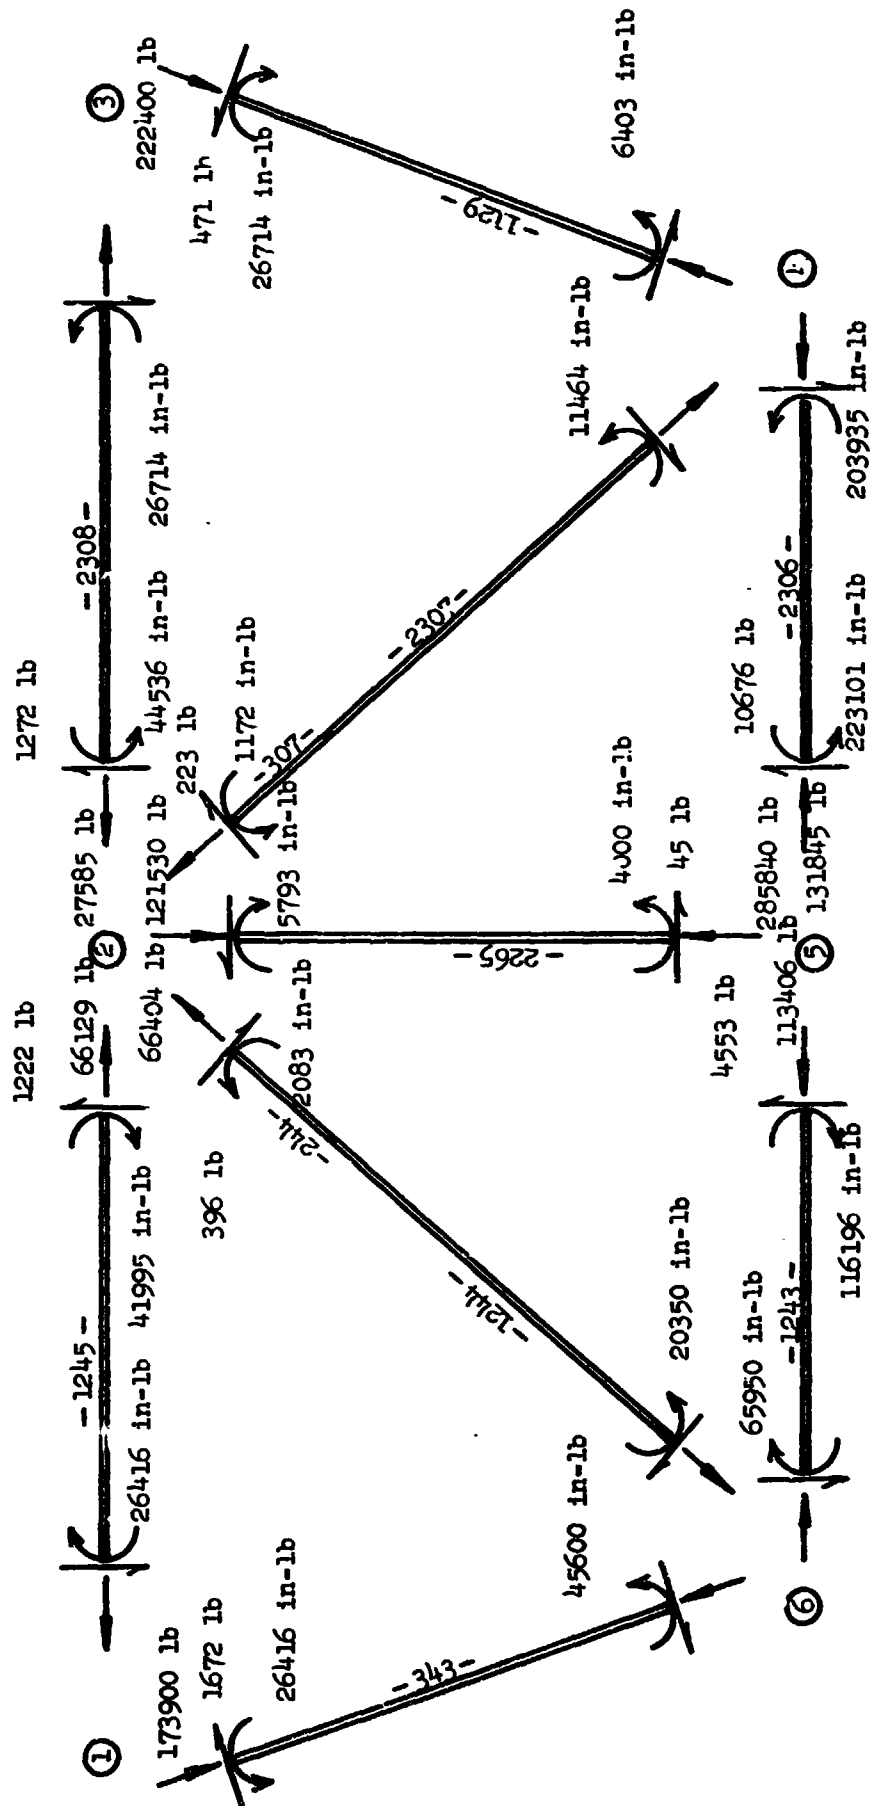 1
2
3
1222 lb
1272 lb
-1245-
66129 lb
27585 lb
-2308-
26416 in-lb
41995 in-lb
66404 lb
121530 lb
44536 in-lb
26714 in-lb
222400 lb
173900 lb
1672 lb
26416 in-lb
396 lb
2083 in-lb
5793 in-lb
223 lb
1172 in-lb
471 lb
26714 in-lb
-343-
-244-
-1244-
-2265-
-307-
-2307-
-1129-
45600 in-lb
20350 in-lb
4000 in-lb
45 lb
11464 in-lb
6403 in-lb
6
65950 in-lb
-1243-
116196 in-lb
4553 lb
113406 lb
5
285840 lb
131845 lb
10676 lb
-2306-
223101 in-lb
203935 in-lb